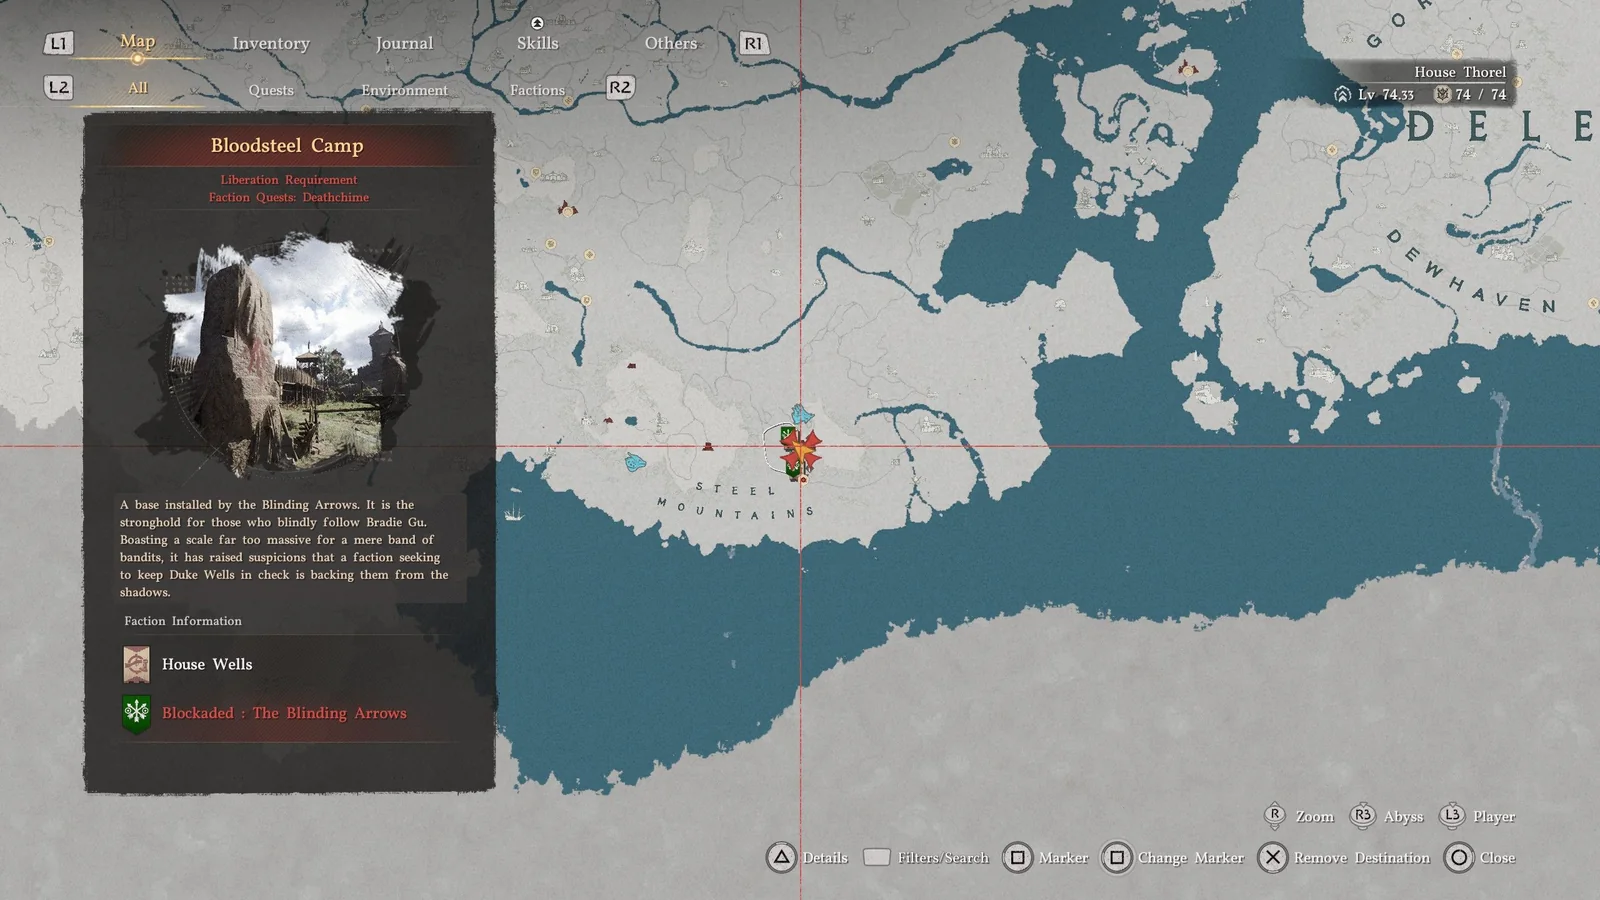 L1
Map
Inventory
Journal
Skills
Others
R1
L2
All
Quests
Environment
Factions
R2
House Thorel
Lv 74.33
74 / 74
Bloodsteel Camp
Liberation Requirement
Faction Quests: Deathchime
A base installed by the Blinding Arrows. It is the
stronghold for those who blindly follow Bradie Gu.
Boasting a scale far too massive for a mere band of
bandits, it has raised suspicions that a faction seeking
to keep Duke Wells in check is backing them from the
shadows.
Faction Information
House Wells
Blockaded : The Blinding Arrows
DELE
DEWHAVEN
STEEL
MOUNTAINS
R Zoom
R3 Abyss
L3 Player
Details
Filters/Search
Marker
Change Marker
Remove Destination
Close